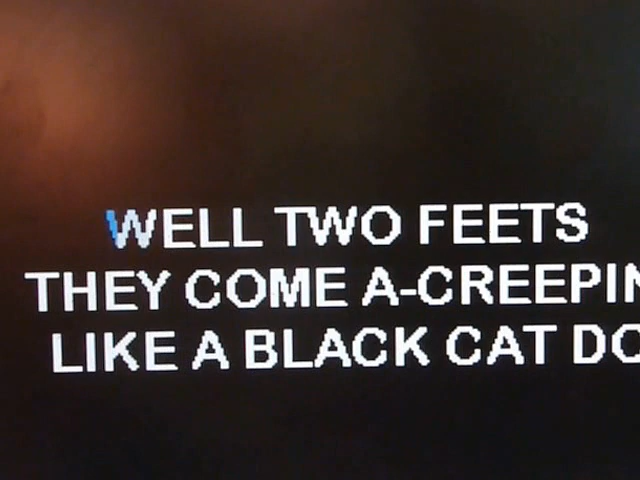 WELL TWO FEETS
THEY COME A-CREEPIN
LIKE A BLACK CAT DO